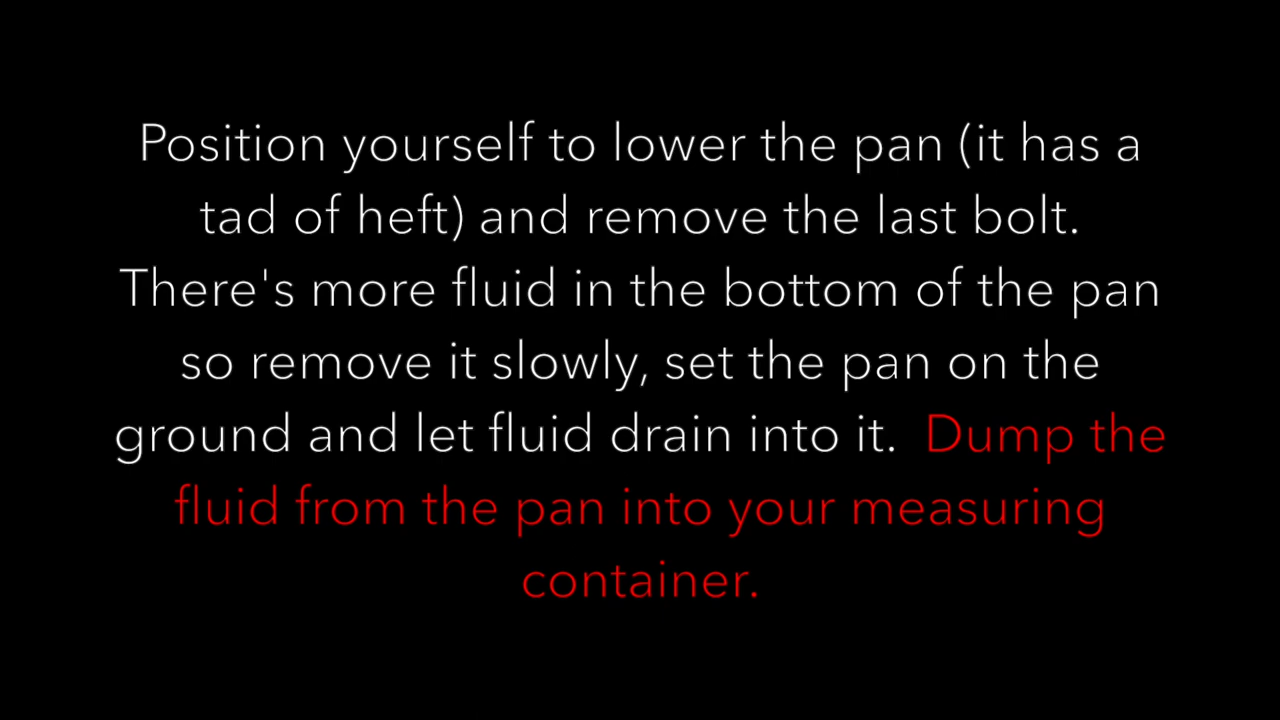 Position yourself to lower the pan (it has a
tad of heft) and remove the last bolt.
There's more fluid in the bottom of the pan
so remove it slowly, set the pan on the
ground and let fluid drain into it.  Dump the
fluid from the pan into your measuring
container.